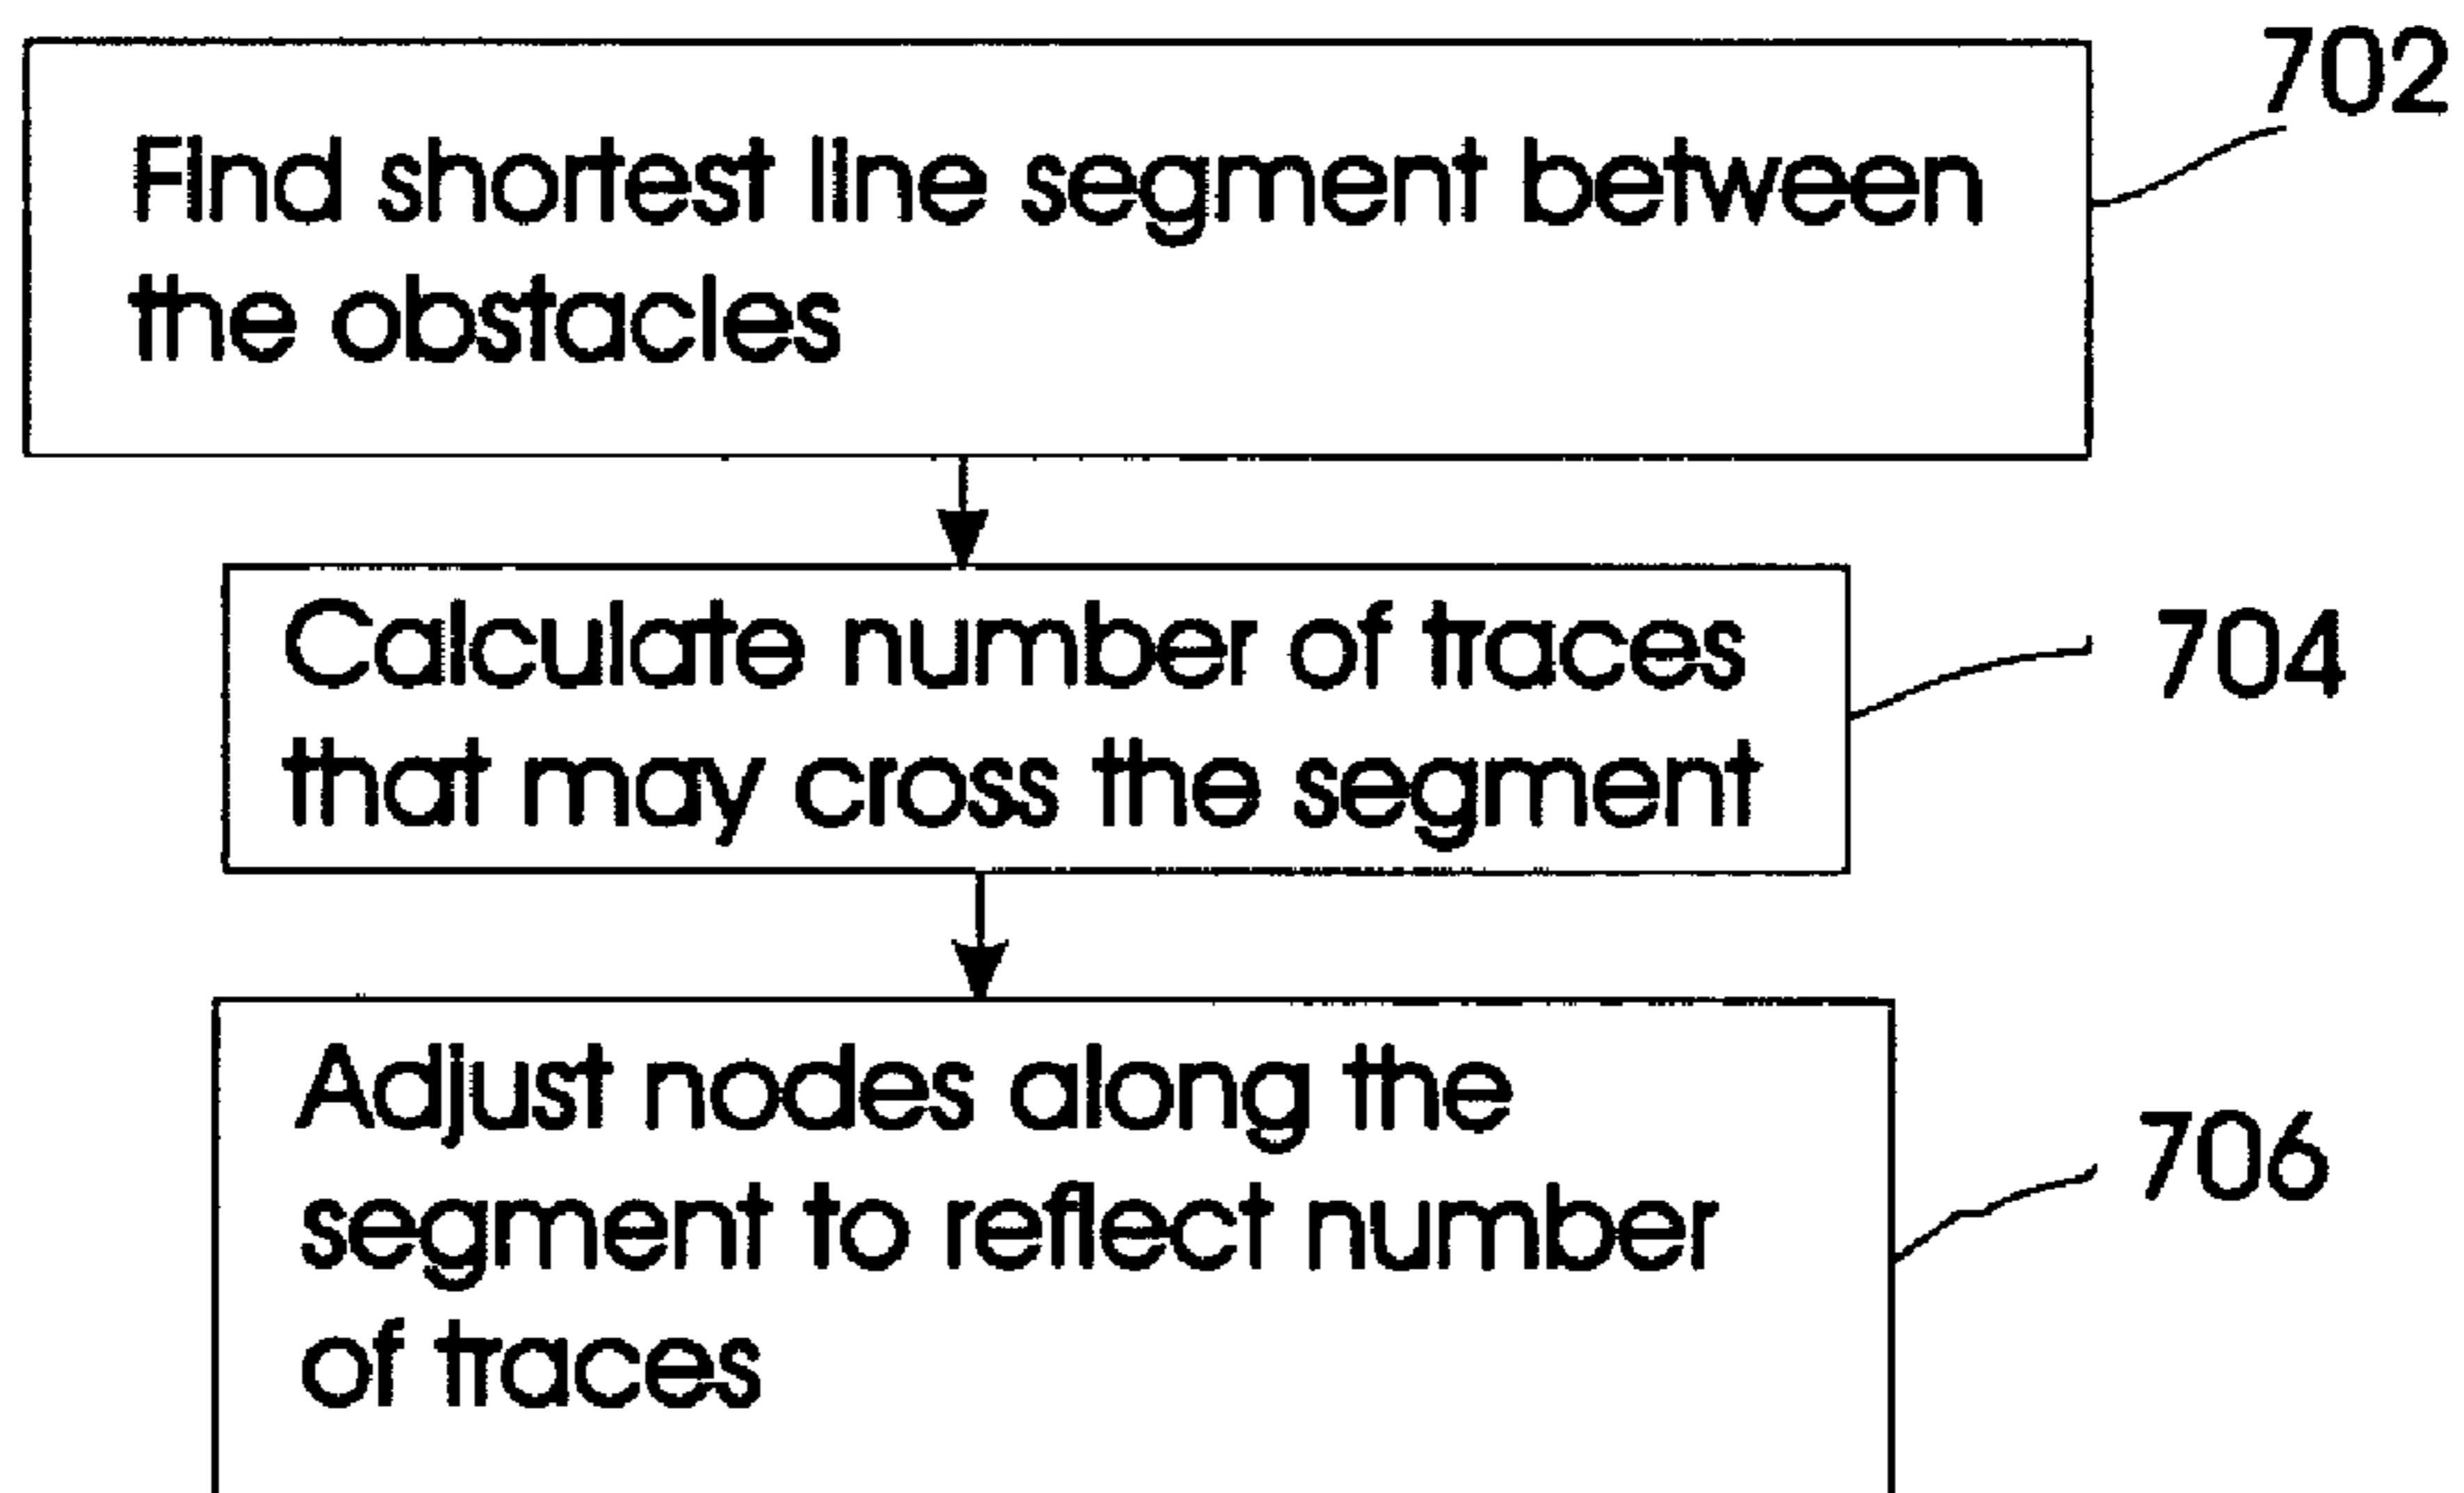 702
Find shortest line segment between
the obstacles
Calculate number of traces
that may cross the segment
704
Adjust nodes along the
segment to reflect number
of traces
706